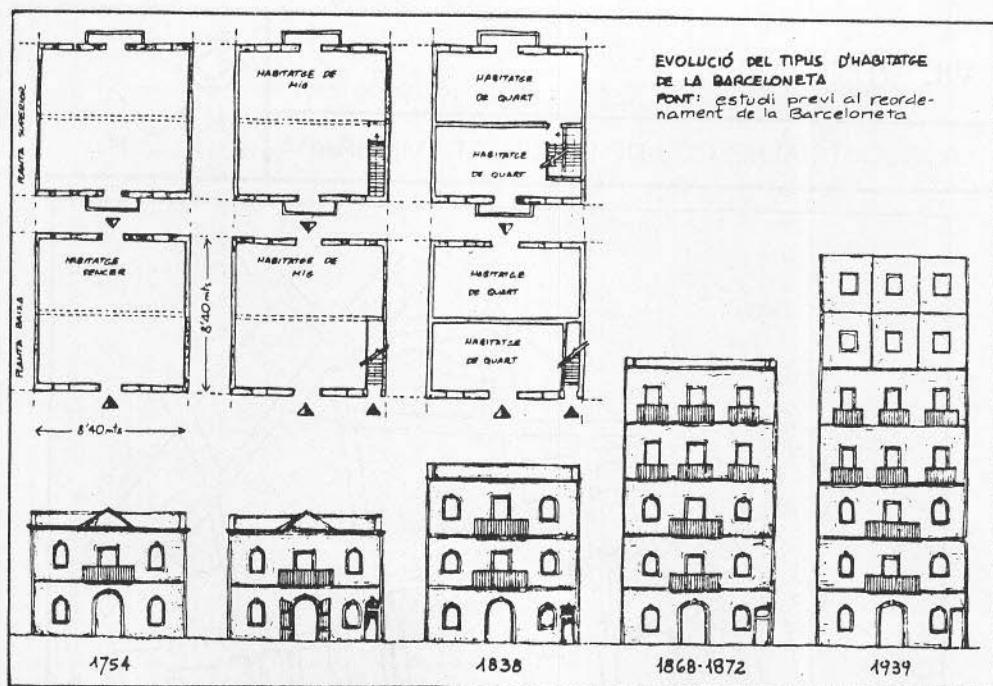 EVOLUCIÓ DEL TIPUS D'HABITATGE
DE LA BARCELONETA
FONT: estudi previ al reorde-
nament de la Barceloneta
PLANTA SUPERIOR
HABITATGE DE
MIG
HABITATGE
DE QUART
HABITATGE
DE QUART
PLANTA BAIXA
HABITATGE
SENCER
8'40 mts
HABITATGE DE
MIG
HABITATGE
DE QUART
HABITATGE
DE QUART
8'40 mts
1754
1838
1868-1872
1939